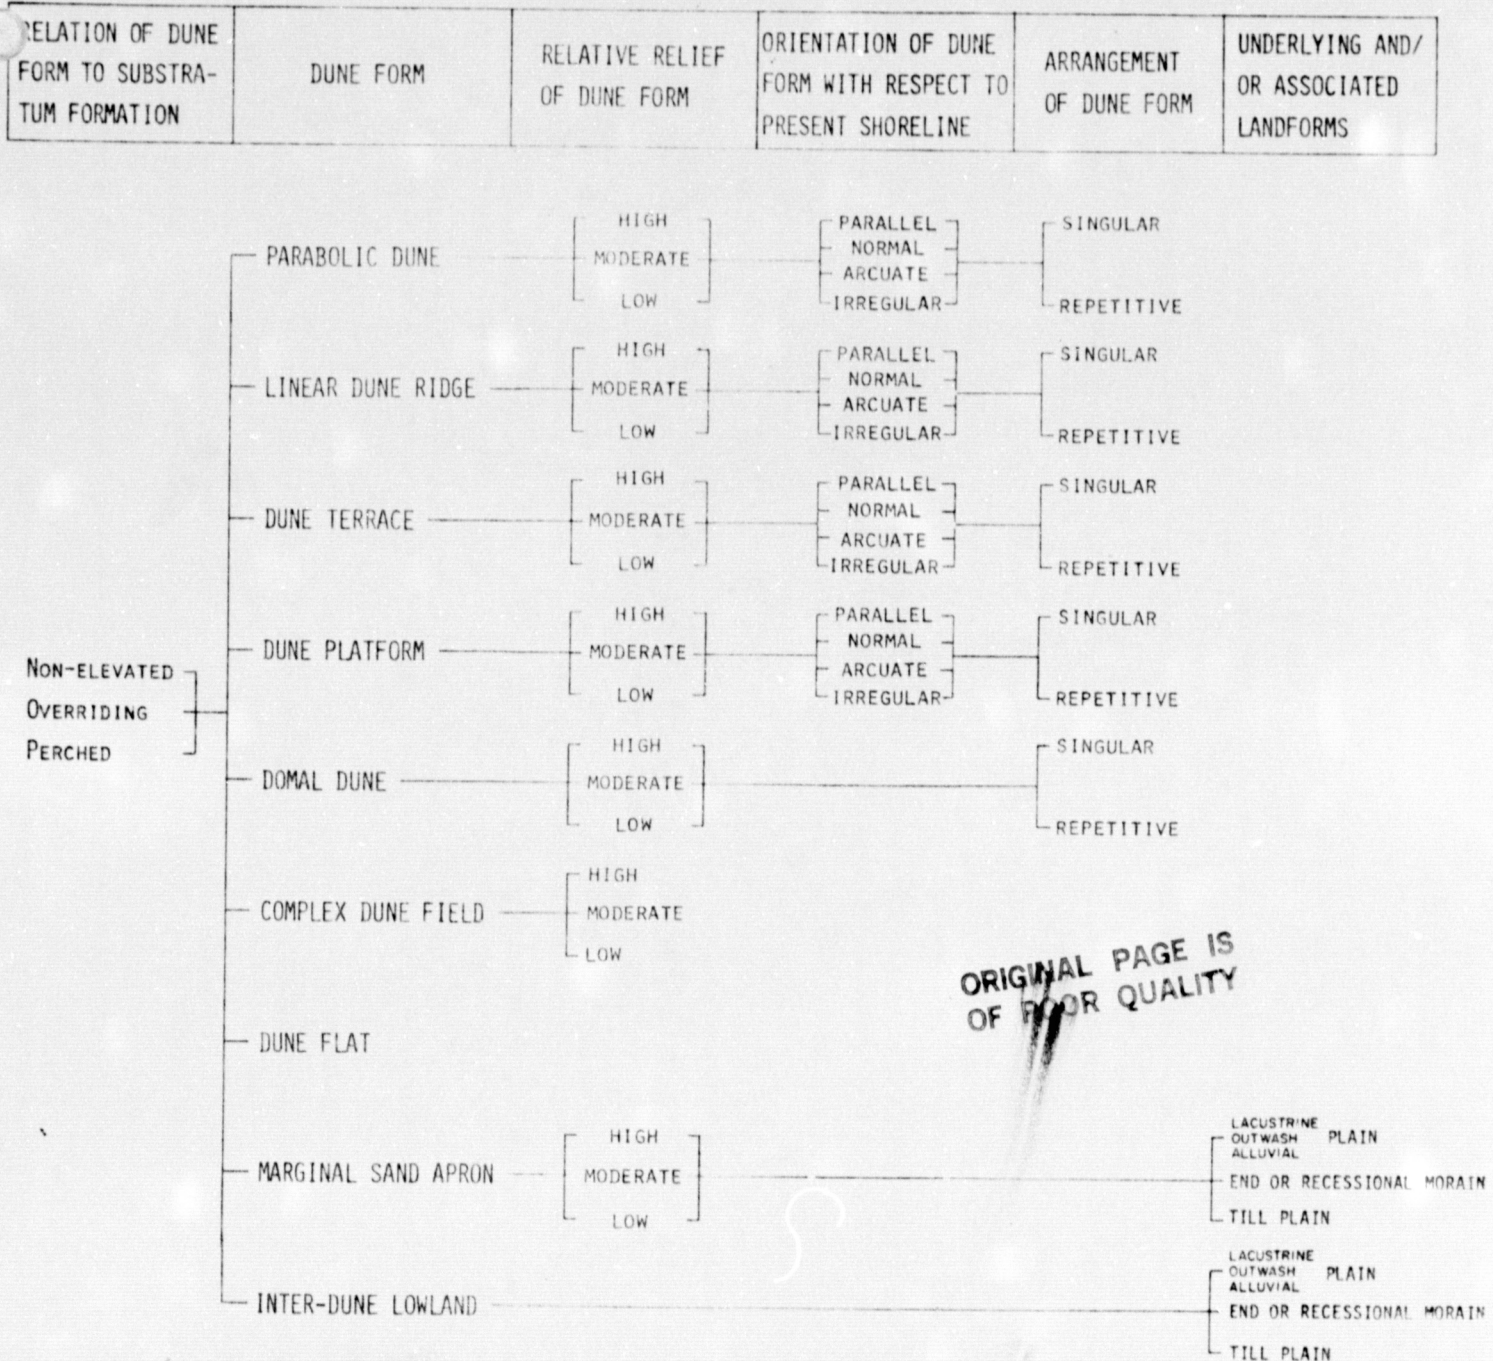 RELATION OF DUNE
FORM TO SUBSTRA-
TUM FORMATION
DUNE FORM
RELATIVE RELIEF
OF DUNE FORM
ORIENTATION OF DUNE
FORM WITH RESPECT TO
PRESENT SHORELINE
ARRANGEMENT
OF DUNE FORM
UNDERLYING AND/
OR ASSOCIATED
LANDFORMS
NON-ELEVATED
OVERRIDING
PERCHED
PARABOLIC DUNE
HIGH
MODERATE
LOW
PARALLEL
NORMAL
ARCUATE
IRREGULAR
SINGULAR
REPETITIVE
LINEAR DUNE RIDGE
HIGH
MODERATE
LOW
PARALLEL
NORMAL
ARCUATE
IRREGULAR
SINGULAR
REPETITIVE
DUNE TERRACE
HIGH
MODERATE
LOW
PARALLEL
NORMAL
ARCUATE
IRREGULAR
SINGULAR
REPETITIVE
DUNE PLATFORM
HIGH
MODERATE
LOW
PARALLEL
NORMAL
ARCUATE
IRREGULAR
SINGULAR
REPETITIVE
DOMAL DUNE
HIGH
MODERATE
LOW
SINGULAR
REPETITIVE
COMPLEX DUNE FIELD
HIGH
MODERATE
LOW
ORIGINAL PAGE IS
OF POOR QUALITY
DUNE FLAT
MARGINAL SAND APRON
HIGH
MODERATE
LOW
LACUSTRINE
OUTWASH PLAIN
ALLUVIAL
END OR RECESSIONAL MORAIN
TILL PLAIN
INTER-DUNE LOWLAND
LACUSTRINE
OUTWASH PLAIN
ALLUVIAL
END OR RECESSIONAL MORAIN
TILL PLAIN